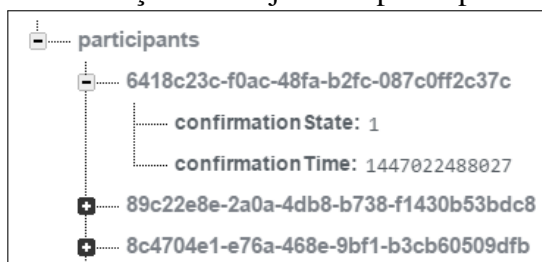 participants
6418c23c-f0ac-48fa-b2fc-087c0ff2c37c
confirmationState: 1
confirmationTime: 1447022488027
89c22e8e-2a0a-4db8-b738-f1430b53bdc8
8c4704e1-e76a-468e-9bf1-b3cb60509dfb